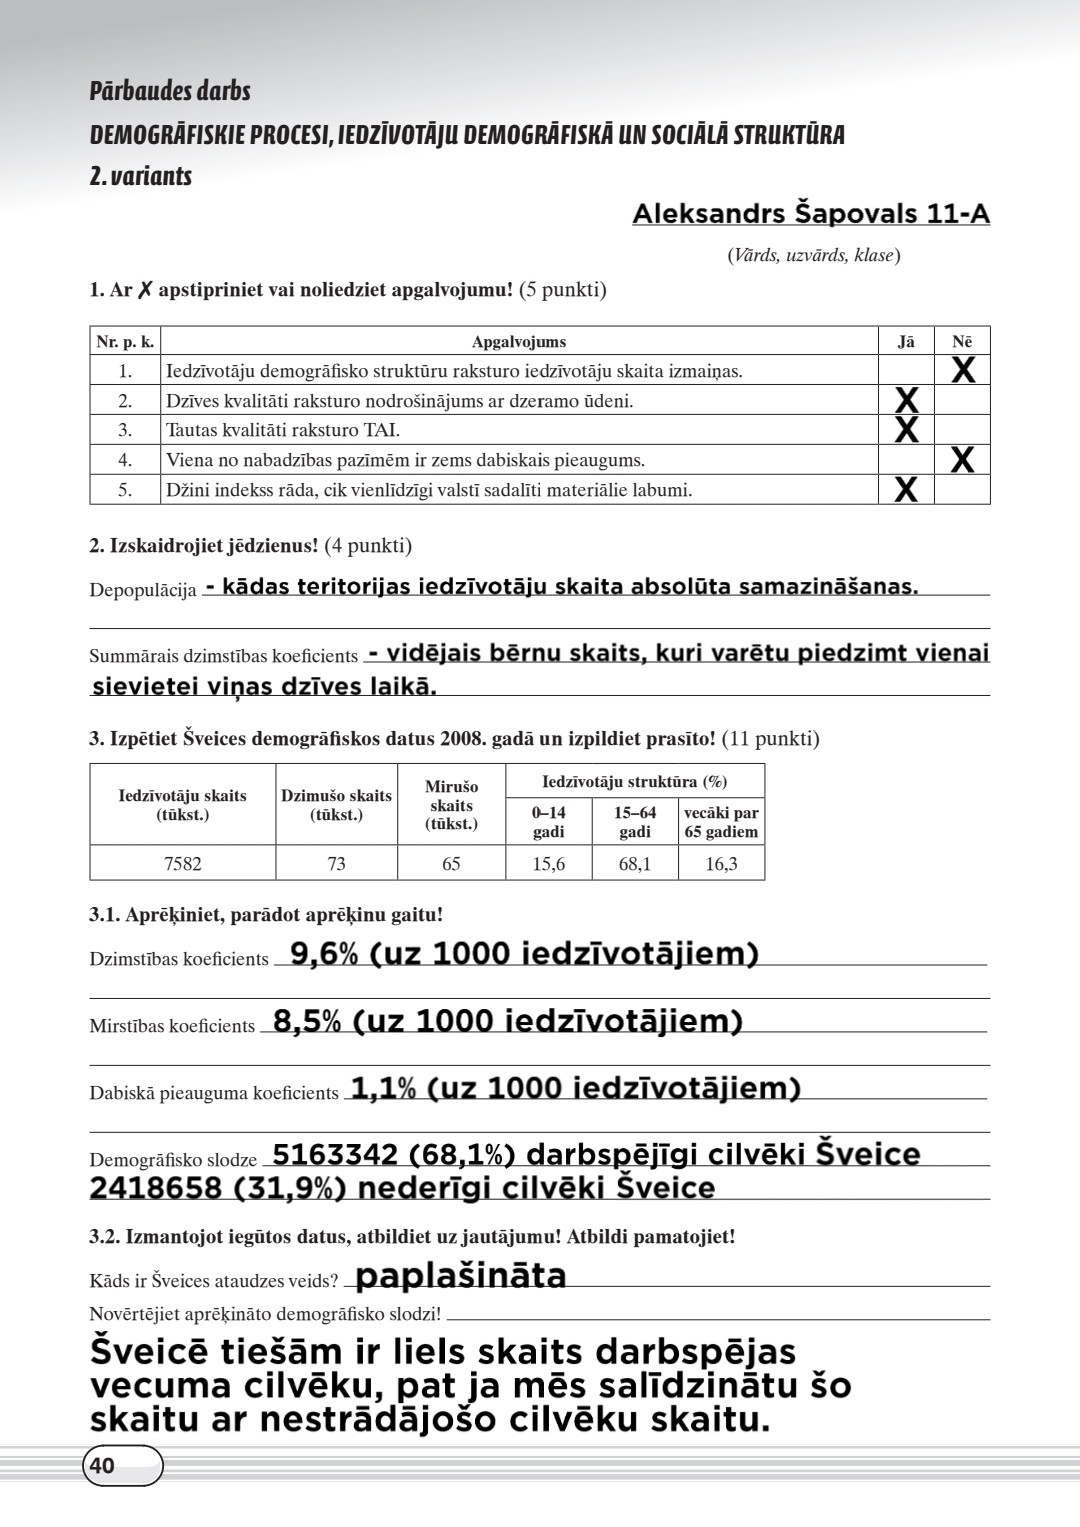 Pārbaudes darbs
DEMOGRĀFISKIE PROCESI, IEDZĪVOTĀJU DEMOGRĀFISKĀ UN SOCIĀLĀ STRUKTŪRA
2. variants
Aleksandrs Šapovals 11-A
(Vārds, uzvārds, klase)
1. Ar ✗ apstipriniet vai noliedziet apgalvojumu! (5 punkti)
Nr. p. k. Apgalvojums Jā Nē
1. Iedzīvotāju demogrāfisko struktūru raksturo iedzīvotāju skaita izmaiņas. X
2. Dzīves kvalitāti raksturo nodrošinājums ar dzeramo ūdeni. X
3. Tautas kvalitāti raksturo TAI. X
4. Viena no nabadzības pazīmēm ir zems dabiskais pieaugums. X
5. Džini indekss rāda, cik vienlīdzīgi valstī sadalīti materiālie labumi. X
2. Izskaidrojiet jēdzienus! (4 punkti)
Depopulācija - kādas teritorijas iedzīvotāju skaita absolūta samazināšanas.
Summārais dzimstības koeficients - vidējais bērnu skaits, kuri varētu piedzimt vienai
sievietei viņas dzīves laikā.
3. Izpētiet Šveices demogrāfiskos datus 2008. gadā un izpildiet prasīto! (11 punkti)
Iedzīvotāju skaits (tūkst.) Dzimušo skaits (tūkst.) Mirušo skaits (tūkst.) Iedzīvotāju struktūra (%)
0–14 gadi 15–64 gadi vecāki par 65 gadiem
7582 73 65 15,6 68,1 16,3
3.1. Aprēķiniet, parādot aprēķinu gaitu!
Dzimstības koeficients 9,6% (uz 1000 iedzīvotājiem)
Mirstības koeficients 8,5% (uz 1000 iedzīvotājiem)
Dabiskā pieauguma koeficients 1,1% (uz 1000 iedzīvotājiem)
Demogrāfisko slodze 5163342 (68,1%) darbspējīgi cilvēki Šveice
2418658 (31,9%) nederīgi cilvēki Šveice
3.2. Izmantojot iegūtos datus, atbildiet uz jautājumu! Atbildi pamatojiet!
Kāds ir Šveices ataudzes veids? paplašināta
Novērtējiet aprēķināto demogrāfisko slodzi!
Šveicē tiešām ir liels skaits darbspējas
vecuma cilvēku, pat ja mēs salīdzinātu šo
skaitu ar nestrādājošo cilvēku skaitu.
40